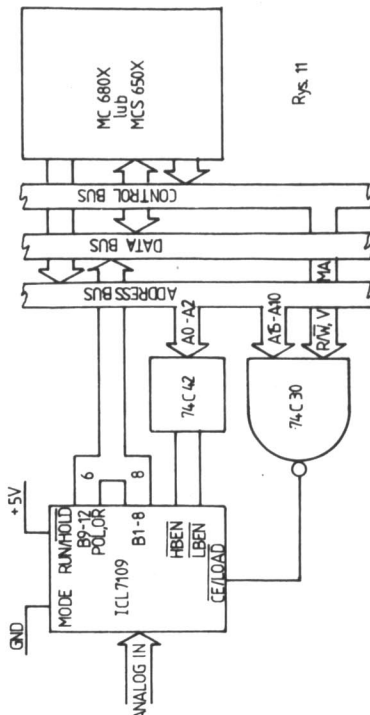 GND
+5V
MODE RUN/HOLD
B9-12
POL,OR
ICL7109
B1-8
HBEN
LBEN
CE/LOAD
ANALOG IN
6
8
74C42
A0-A2
A15-A10
R/W, VMA
74C30
ADDRESS BUS
DATA BUS
CONTROL BUS
MC 680X
lub
MCS 650X
Rys. 11